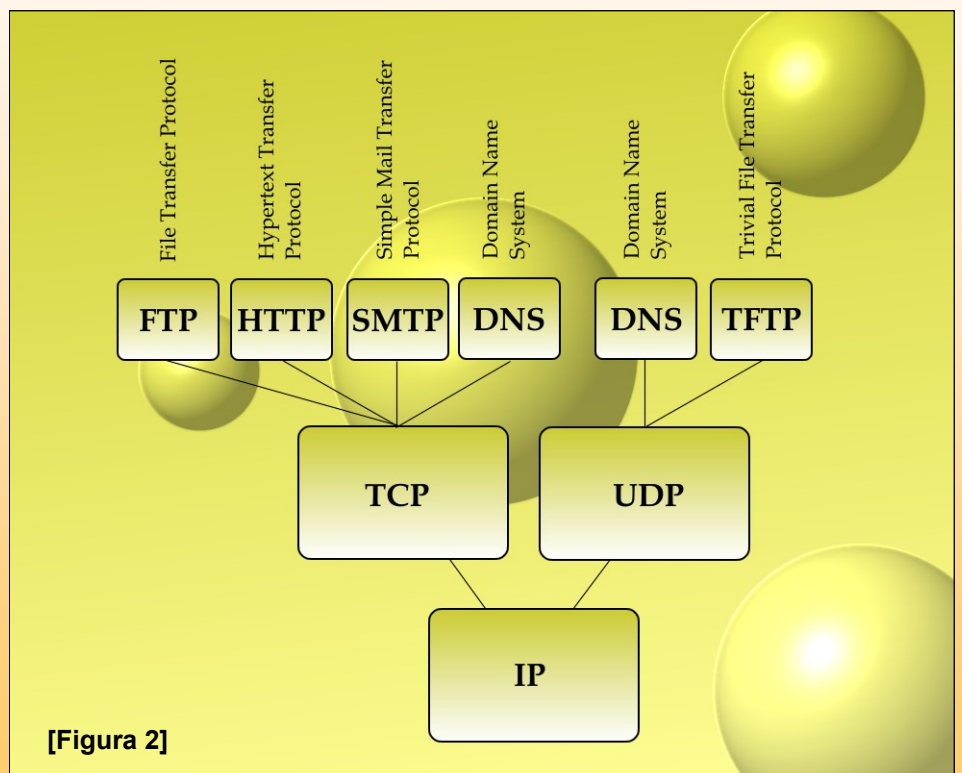 File Transfer Protocol
Hypertext Transfer
Protocol
Simple Mail Transfer
Protocol
Domain Name
System
Domain Name
System
Trivial File Transfer
Protocol
FTP
HTTP
SMTP
DNS
DNS
TFTP
TCP
UDP
IP
[Figura 2]